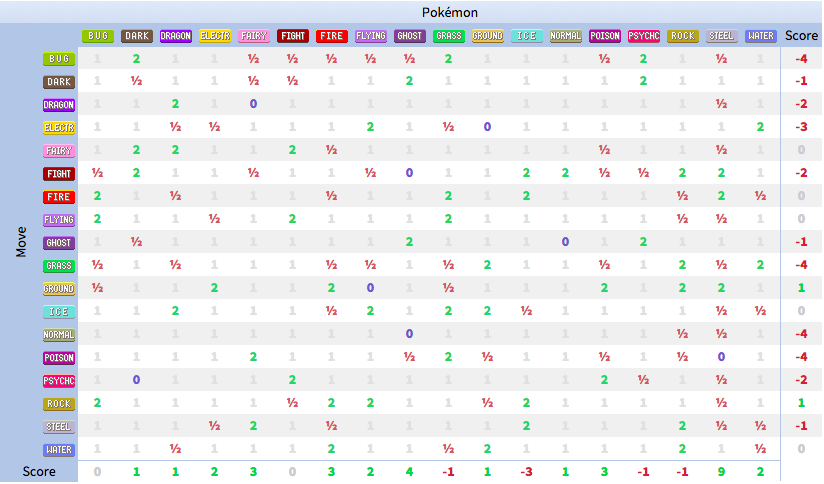 Pokémon
BUG DARK DRAGON ELECTR FAIRY FIGHT FIRE FLYING GHOST GRASS GROUND ICE NORMAL POISON PSYCHC ROCK STEEL WATER Score
BUG 1 2 1 1 ½ ½ ½ ½ ½ 2 1 1 1 ½ 2 1 ½ 1 -4
DARK 1 ½ 1 1 ½ ½ 1 1 2 1 1 1 1 1 2 1 1 1 -1
DRAGON 1 1 2 1 0 1 1 1 1 1 1 1 1 1 1 1 ½ 1 -2
ELECTR 1 1 ½ ½ 1 1 1 2 1 ½ 0 1 1 1 1 1 1 2 -3
FAIRY 1 2 2 1 1 2 ½ 1 1 1 1 1 1 ½ 1 1 ½ 1 0
FIGHT ½ 2 1 1 ½ 1 1 ½ 0 1 1 2 2 ½ ½ 2 2 1 -2
FIRE 2 1 ½ 1 1 1 ½ 1 1 2 1 2 1 1 1 ½ 2 ½ 0
FLYING 2 1 1 ½ 1 2 1 1 1 2 1 1 1 1 1 ½ ½ 1 0
Move
GHOST 1 ½ 1 1 1 1 1 1 2 1 1 1 0 1 2 1 1 1 -1
GRASS ½ 1 ½ 1 1 1 ½ ½ 1 ½ 2 1 1 ½ 1 2 ½ 2 -4
GROUND ½ 1 1 2 1 1 2 0 1 ½ 1 1 1 2 1 2 2 1 1
ICE 1 1 2 1 1 1 ½ 2 1 2 2 ½ 1 1 1 1 ½ ½ 0
NORMAL 1 1 1 1 1 1 1 1 0 1 1 1 1 1 1 ½ ½ 1 -4
POISON 1 1 1 1 2 1 1 1 ½ 2 ½ 1 1 ½ 1 ½ 0 1 -4
PSYCHC 1 0 1 1 1 2 1 1 1 1 1 1 1 2 ½ 1 ½ 1 -2
ROCK 2 1 1 1 1 ½ 2 2 1 1 ½ 2 1 1 1 1 ½ 1 1
STEEL 1 1 1 ½ 2 1 ½ 1 1 1 1 2 1 1 1 2 ½ ½ -1
WATER 1 1 ½ 1 1 1 2 1 1 ½ 2 1 1 1 1 2 1 ½ 0
Score 0 1 1 2 3 0 3 2 4 -1 1 -3 1 3 -1 -1 9 2